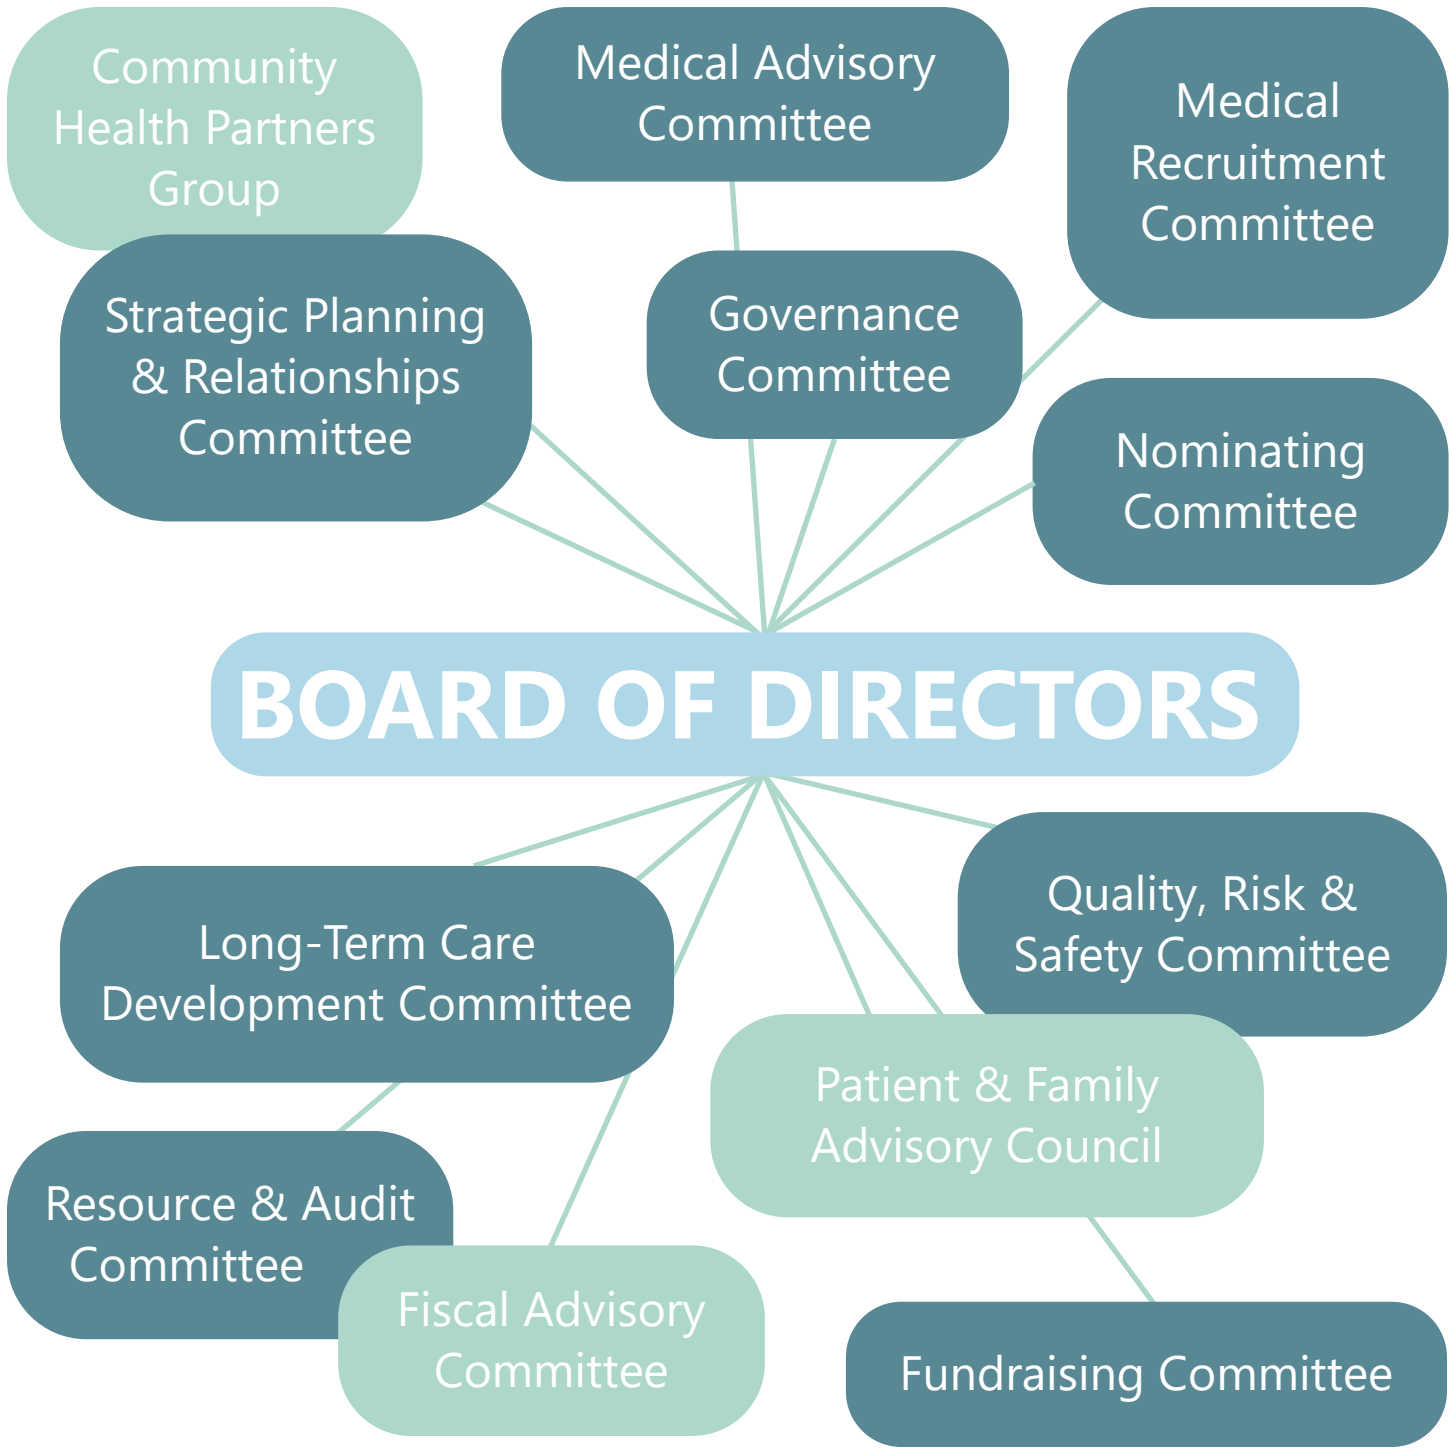 Community
Health Partners
Group
Medical Advisory
Committee
Medical
Recruitment
Committee
Strategic Planning
& Relationships
Committee
Governance
Committee
Nominating
Committee
BOARD OF DIRECTORS
Long-Term Care
Development Committee
Quality, Risk &
Safety Committee
Patient & Family
Advisory Council
Resource & Audit
Committee
Fiscal Advisory
Committee
Fundraising Committee